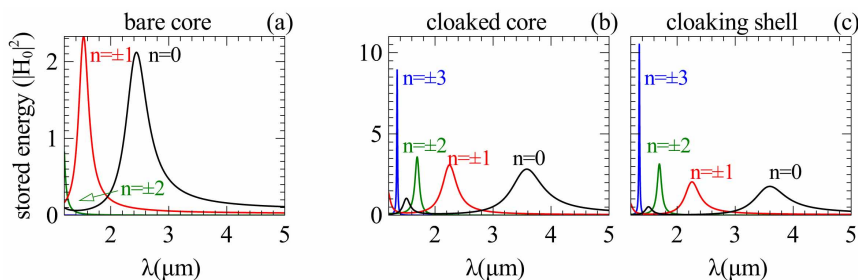 bare core (a)
cloaked core (b)
cloaking shell (c)
stored energy (|H₀|²)
2
1
0
n=±1
n=0
n=±2
2 3 4 5
λ(μm)
10
5
0
n=±3
n=±2
n=±1
n=0
2 3 4 5
λ(μm)
n=±3
n=±2
n=±1
n=0
2 3 4 5
λ(μm)